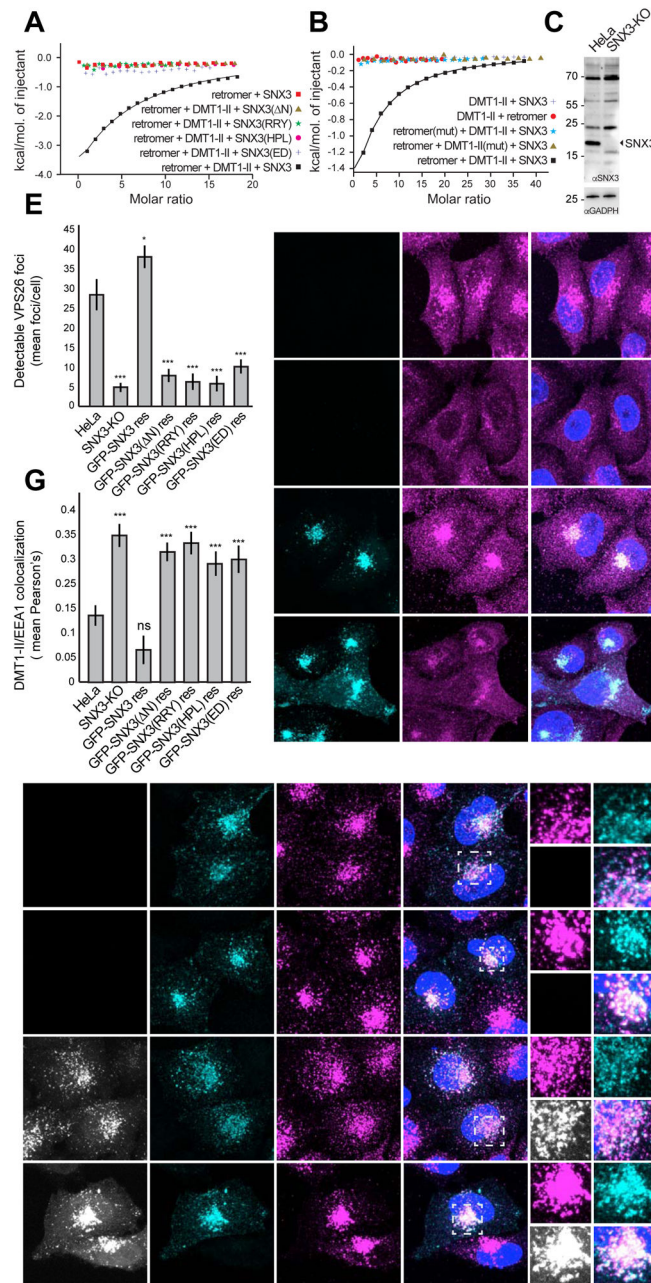 A
kcal/mol. of injectant
0.0
-1.0
-2.0
-3.0
-4.0
0 5 10 15 20
Molar ratio
retromer + SNX3
retromer + DMT1-II + SNX3(ΔN)
retromer + DMT1-II + SNX3(RRY)
retromer + DMT1-II + SNX3(HPL)
retromer + DMT1-II + SNX3(ED)
retromer + DMT1-II + SNX3
B
kcal/mol. of injectant
0.0
-0.2
-0.4
-0.6
-0.8
-1.0
-1.2
-1.4
0 5 10 15 20 25 30 35 40
Molar ratio
DMT1-II + SNX3
DMT1-II + retromer
retromer(mut) + DMT1-II + SNX3
retromer + DMT1-II(mut) + SNX3
retromer + DMT1-II + SNX3
C
HeLa
SNX3-KO
70
55
25
15
SNX3
αSNX3
25
αGADPH
E
Detectable VPS26 foci
(mean foci/cell)
45
40
35
30
25
20
15
10
5
0
*
***
***
***
***
***
HeLa
SNX3-KO
GFP-SNX3 res
GFP-SNX3(ΔN) res
GFP-SNX3(RRY) res
GFP-SNX3(HPL) res
GFP-SNX3(ED) res
G
DMT1-II/EEA1 colocalization
( mean Pearson's)
0.4
0.35
0.3
0.25
0.2
0.15
0.1
0.05
0
***
ns
***
***
***
***
HeLa
SNX3-KO
GFP-SNX3 res
GFP-SNX3(ΔN) res
GFP-SNX3(RRY) res
GFP-SNX3(HPL) res
GFP-SNX3(ED) res